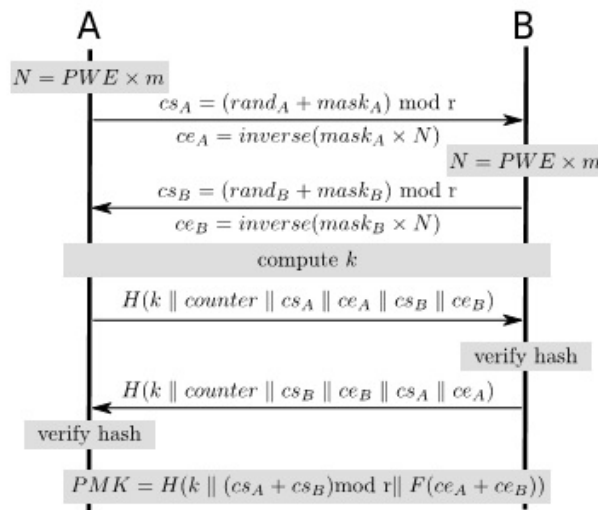 A B
N = PWE × m
cs_A = (rand_A + mask_A) mod r
ce_A = inverse(mask_A × N)
N = PWE × m
cs_B = (rand_B + mask_B) mod r
ce_B = inverse(mask_B × N)
compute k
H(k ∥ counter ∥ cs_A ∥ ce_A ∥ cs_B ∥ ce_B)
verify hash
H(k ∥ counter ∥ cs_B ∥ ce_B ∥ cs_A ∥ ce_A)
verify hash
PMK = H(k ∥ (cs_A + cs_B)mod r∥ F(ce_A + ce_B))